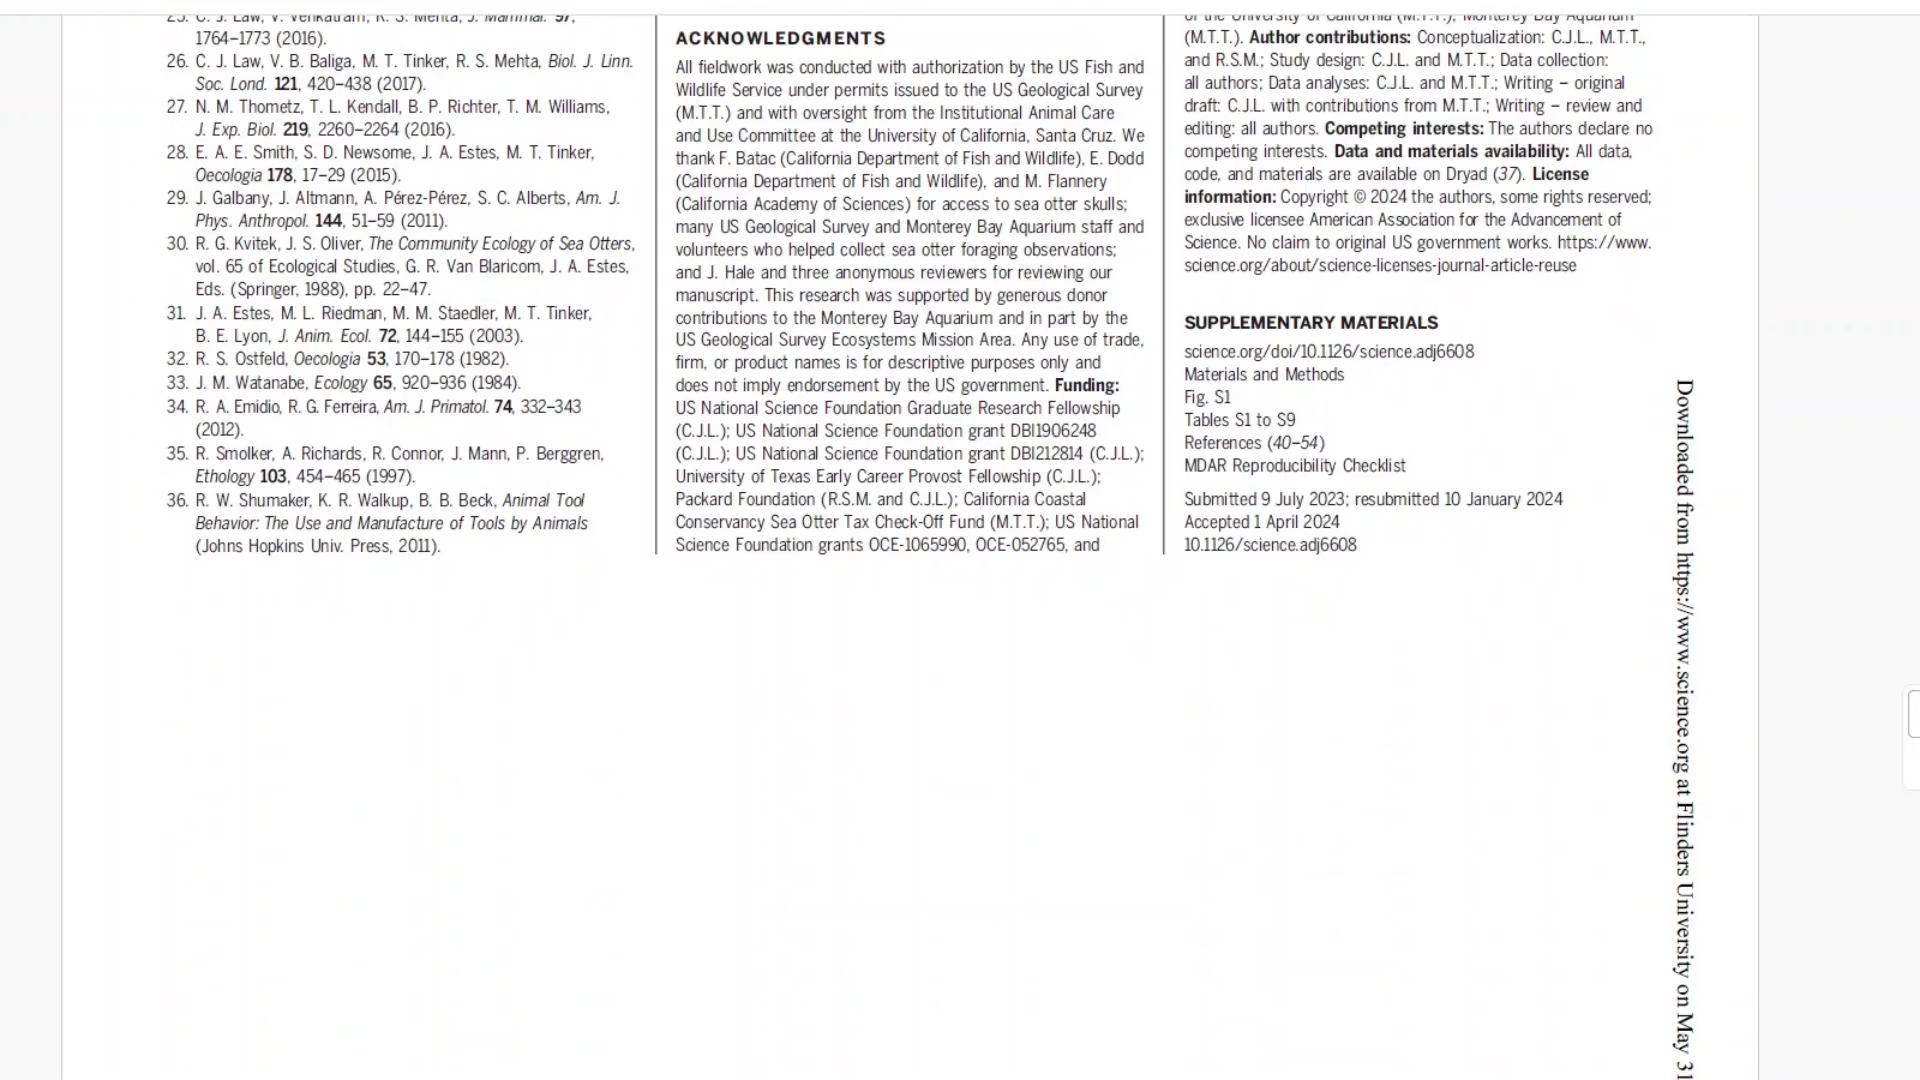 25. C. J. Law, V. Venkatram, R. S. Mehta, J. Mammal. 97,
1764–1773 (2016).
26. C. J. Law, V. B. Baliga, M. T. Tinker, R. S. Mehta, Biol. J. Linn.
Soc. Lond. 121, 420–438 (2017).
27. N. M. Thometz, T. L. Kendall, B. P. Richter, T. M. Williams,
J. Exp. Biol. 219, 2260–2264 (2016).
28. E. A. E. Smith, S. D. Newsome, J. A. Estes, M. T. Tinker,
Oecologia 178, 17–29 (2015).
29. J. Galbany, J. Altmann, A. Pérez-Pérez, S. C. Alberts, Am. J.
Phys. Anthropol. 144, 51–59 (2011).
30. R. G. Kvitek, J. S. Oliver, The Community Ecology of Sea Otters,
vol. 65 of Ecological Studies, G. R. Van Blaricom, J. A. Estes,
Eds. (Springer, 1988), pp. 22–47.
31. J. A. Estes, M. L. Riedman, M. M. Staedler, M. T. Tinker,
B. E. Lyon, J. Anim. Ecol. 72, 144–155 (2003).
32. R. S. Ostfeld, Oecologia 53, 170–178 (1982).
33. J. M. Watanabe, Ecology 65, 920–936 (1984).
34. R. A. Emidio, R. G. Ferreira, Am. J. Primatol. 74, 332–343
(2012).
35. R. Smolker, A. Richards, R. Connor, J. Mann, P. Berggren,
Ethology 103, 454–465 (1997).
36. R. W. Shumaker, K. R. Walkup, B. B. Beck, Animal Tool
Behavior: The Use and Manufacture of Tools by Animals
(Johns Hopkins Univ. Press, 2011).
ACKNOWLEDGMENTS
All fieldwork was conducted with authorization by the US Fish and
Wildlife Service under permits issued to the US Geological Survey
(M.T.T.) and with oversight from the Institutional Animal Care
and Use Committee at the University of California, Santa Cruz. We
thank F. Batac (California Department of Fish and Wildlife), E. Dodd
(California Department of Fish and Wildlife), and M. Flannery
(California Academy of Sciences) for access to sea otter skulls;
many US Geological Survey and Monterey Bay Aquarium staff and
volunteers who helped collect sea otter foraging observations;
and J. Hale and three anonymous reviewers for reviewing our
manuscript. This research was supported by generous donor
contributions to the Monterey Bay Aquarium and in part by the
US Geological Survey Ecosystems Mission Area. Any use of trade,
firm, or product names is for descriptive purposes only and
does not imply endorsement by the US government. Funding:
US National Science Foundation Graduate Research Fellowship
(C.J.L.); US National Science Foundation grant DBI1906248
(C.J.L.); US National Science Foundation grant DBI212814 (C.J.L.);
University of Texas Early Career Provost Fellowship (C.J.L.);
Packard Foundation (R.S.M. and C.J.L.); California Coastal
Conservancy Sea Otter Tax Check-Off Fund (M.T.T.); US National
Science Foundation grants OCE-1065990, OCE-052765, and
of the University of California (M.T.T.); Monterey Bay Aquarium
(M.T.T.). Author contributions: Conceptualization: C.J.L., M.T.T.,
and R.S.M.; Study design: C.J.L. and M.T.T.; Data collection:
all authors; Data analyses: C.J.L. and M.T.T.; Writing – original
draft: C.J.L. with contributions from M.T.T.; Writing – review and
editing: all authors. Competing interests: The authors declare no
competing interests. Data and materials availability: All data,
code, and materials are available on Dryad (37). License
information: Copyright © 2024 the authors, some rights reserved;
exclusive licensee American Association for the Advancement of
Science. No claim to original US government works. https://www.
science.org/about/science-licenses-journal-article-reuse
SUPPLEMENTARY MATERIALS
science.org/doi/10.1126/science.adj6608
Materials and Methods
Fig. S1
Tables S1 to S9
References (40–54)
MDAR Reproducibility Checklist
Submitted 9 July 2023; resubmitted 10 January 2024
Accepted 1 April 2024
10.1126/science.adj6608
Downloaded from https://www.science.org at Flinders University on May 31